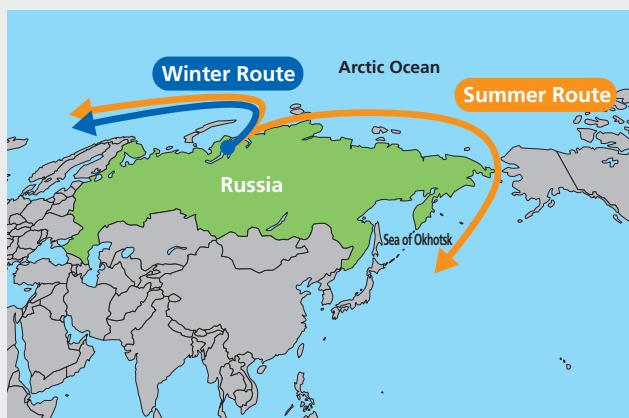 Arctic Ocean
Winter Route
Summer Route
Russia
Sea of Okhotsk